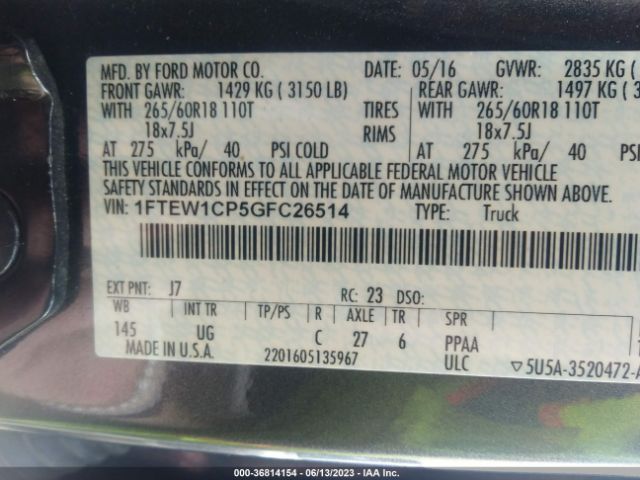 MFD. BY FORD MOTOR CO. DATE: 05/16 GVWR: 2835 KG (
FRONT GAWR: 1429 KG ( 3150 LB) REAR GAWR: 1497 KG (
WITH 265/60R18 110T TIRES WITH 265/60R18 110T
18x7.5J RIMS 18x7.5J
AT 275 kPa/ 40 PSI COLD AT 275 kPa/ 40 PSI
THIS VEHICLE CONFORMS TO ALL APPLICABLE FEDERAL MOTOR VEHICLE
SAFETY STANDARDS IN EFFECT ON THE DATE OF MANUFACTURE SHOWN ABOVE.
VIN: 1FTEW1CP5GFC26514 TYPE: Truck
EXT PNT: J7 RC: 23 DSO:
WB INT TR TP/PS R AXLE TR SPR
145 UG C 27 6 PPAA
MADE IN U.S.A. 2201605135967 ULC ▽5U5A-3520472-A
000-36814154 - 06/13/2023 - IAA Inc.